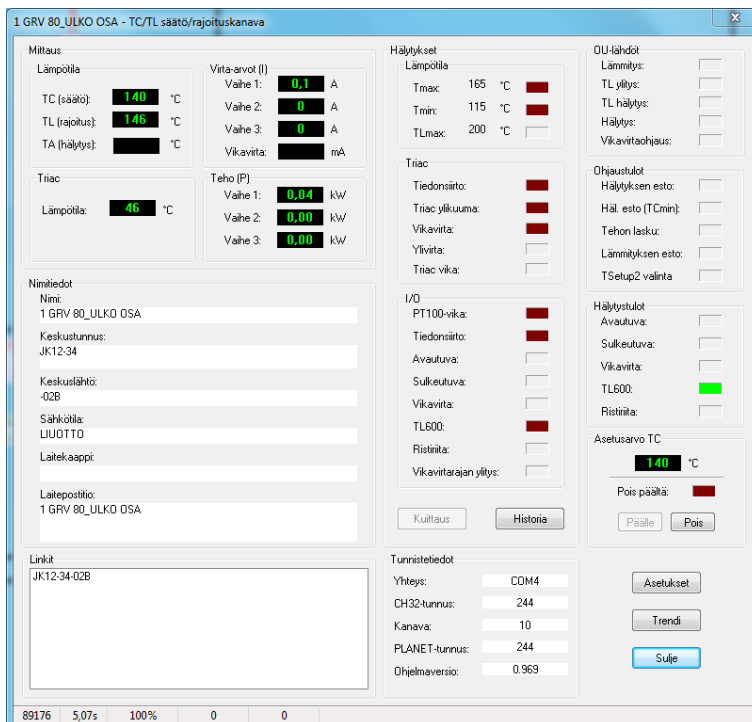 1 GRV 80_ULKO OSA - TC/TL säätö/rajoituskanava
x
Mittaus
Lämpötila
TC (säätö): 140 °C
TL (rajoitus): 146 °C
TA (hälytys): °C
Virta-arvot (I)
Vaihe 1: 0,1 A
Vaihe 2: 0 A
Vaihe 3: 0 A
Vikavirta: mA
Triac
Lämpötila: 46 °C
Teho (P)
Vaihe 1: 0,04 kW
Vaihe 2: 0,00 kW
Vaihe 3: 0,00 kW
Nimitiedot
Nimi:
1 GRV 80_ULKO OSA
Keskustunnus:
JK12-34
Keskuslähtö:
-02B
Sähkötila:
LIUOTTO
Laitekaappi:
Laitepostitio:
1 GRV 80_ULKO OSA
Linkit
JK12-34-02B
Hälytykset
Lämpötila
Tmax: 165 °C
Tmin: 115 °C
TLmax: 200 °C
Triac
Tiedonsiirto:
Triac ylikuuma:
Vikavirta:
Ylivirta:
Triac vika:
I/O
PT100-vika:
Tiedonsiirto:
Avautuva:
Sulkeutuva:
Vikavirta:
TL600:
Ristiriita:
Vikavirtarajan ylitys:
Kuittaus
Historia
Tunnistetiedot
Yhteys: COM4
CH32-tunnus: 244
Kanava: 10
PLANET-tunnus: 244
Ohjelmaversio: 0.969
OU-lähdöt
Lämmitys:
TL ylitys:
TL hälytys:
Hälytys:
Vikavirtaohjaus:
Ohjaustulot
Hälytyksen esto:
Häl. esto (TCmin):
Tehon lasku:
Lämmityksen esto:
TSetup2 valinta
Hälytystulot
Avautuva:
Sulkeutuva:
Vikavirta:
TL600:
Ristiriita:
Asetusarvo TC
140 °C
Pois päältä:
Päälle
Pois
Asetukset
Trendi
Sulje
89176 5,07s 100% 0 0